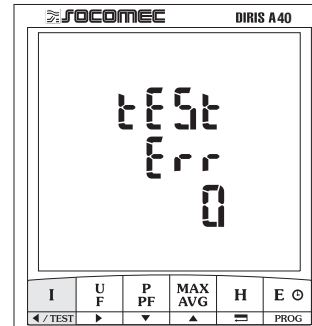 socomec DIRIS A40
tESt
Err
0
I U F P PF MAX AVG H E
/ TEST PROG